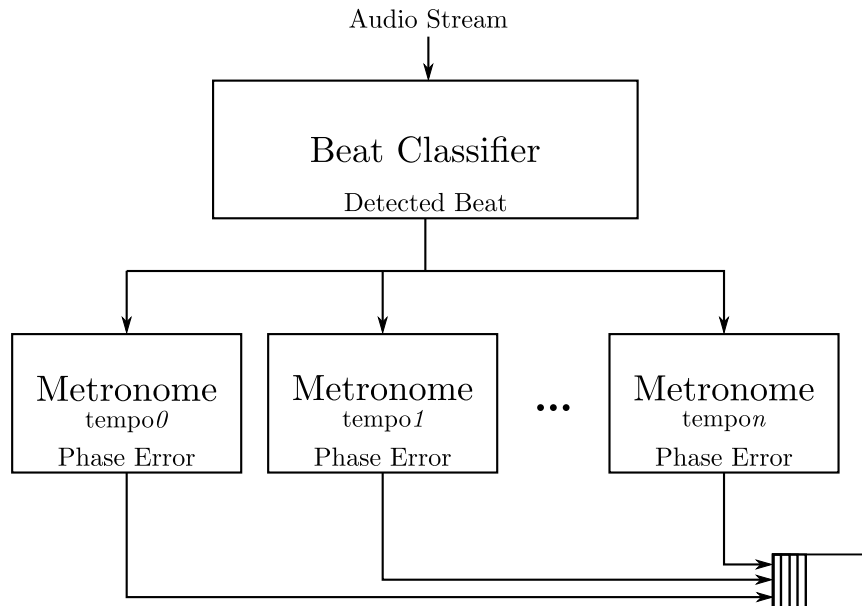 Audio Stream
Beat Classifier
Detected Beat
Metronome
tempo0
Phase Error
Metronome
tempo1
Phase Error
...
Metronome
tempon
Phase Error